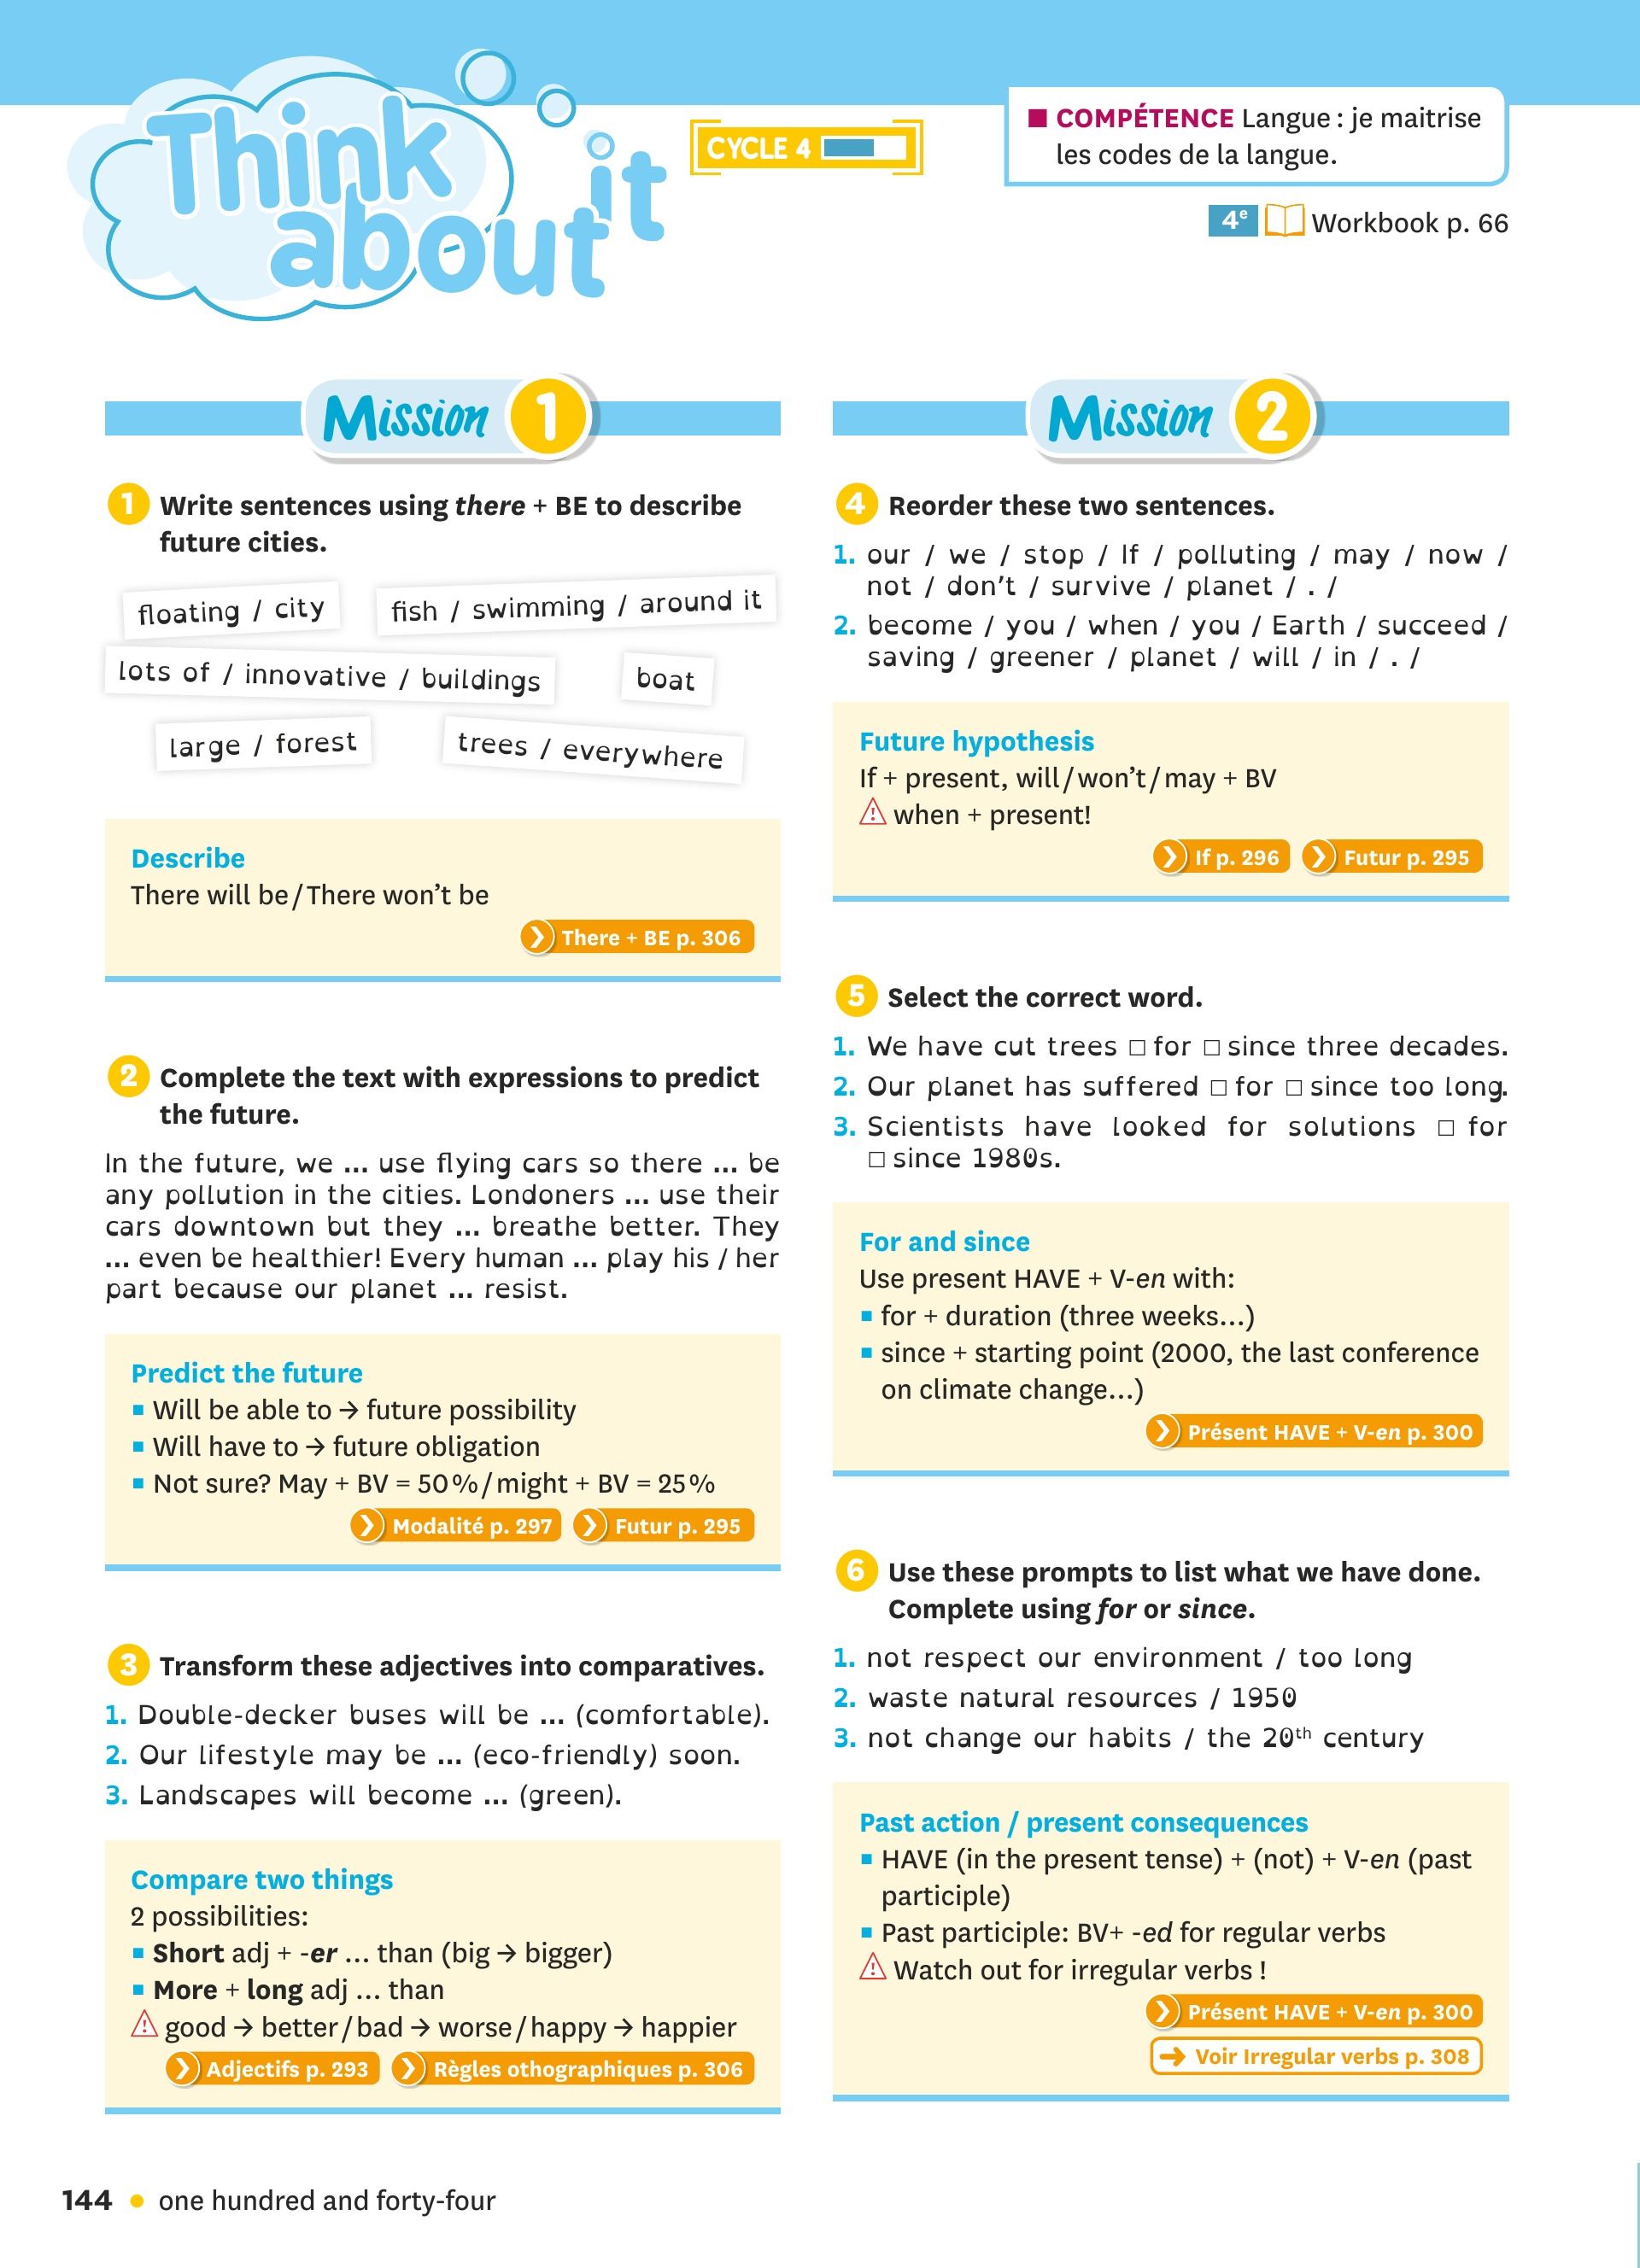 Think
about it
CYCLE 4
■ COMPÉTENCE Langue : je maitrise
les codes de la langue.
4e Workbook p. 66
Mission 1
1 Write sentences using there + BE to describe
future cities.
floating / city
fish / swimming / around it
lots of / innovative / buildings
boat
large / forest
trees / everywhere
Describe
There will be / There won't be
There + BE p. 306
2 Complete the text with expressions to predict
the future.
In the future, we ... use flying cars so there ... be
any pollution in the cities. Londoners ... use their
cars downtown but they ... breathe better. They
... even be healthier! Every human ... play his / her
part because our planet ... resist.
Predict the future
▪ Will be able to → future possibility
▪ Will have to → future obligation
▪ Not sure? May + BV = 50 % / might + BV = 25 %
Modalité p. 297
Futur p. 295
3 Transform these adjectives into comparatives.
1. Double-decker buses will be ... (comfortable).
2. Our lifestyle may be ... (eco-friendly) soon.
3. Landscapes will become ... (green).
Compare two things
2 possibilities:
▪ Short adj + -er ... than (big → bigger)
▪ More + long adj ... than
⚠ good → better / bad → worse / happy → happier
Adjectifs p. 293
Règles othographiques p. 306
Mission 2
4 Reorder these two sentences.
1. our / we / stop / If / polluting / may / now /
not / don't / survive / planet / . /
2. become / you / when / you / Earth / succeed /
saving / greener / planet / will / in / . /
Future hypothesis
If + present, will / won't / may + BV
⚠ when + present!
If p. 296
Futur p. 295
5 Select the correct word.
1. We have cut trees □ for □ since three decades.
2. Our planet has suffered □ for □ since too long.
3. Scientists have looked for solutions □ for
□ since 1980s.
For and since
Use present HAVE + V-en with:
▪ for + duration (three weeks...)
▪ since + starting point (2000, the last conference
on climate change...)
Présent HAVE + V-en p. 300
6 Use these prompts to list what we have done.
Complete using for or since.
1. not respect our environment / too long
2. waste natural resources / 1950
3. not change our habits / the 20th century
Past action / present consequences
▪ HAVE (in the present tense) + (not) + V-en (past
participle)
▪ Past participle: BV+ -ed for regular verbs
⚠ Watch out for irregular verbs !
Présent HAVE + V-en p. 300
→ Voir Irregular verbs p. 308
144 • one hundred and forty-four